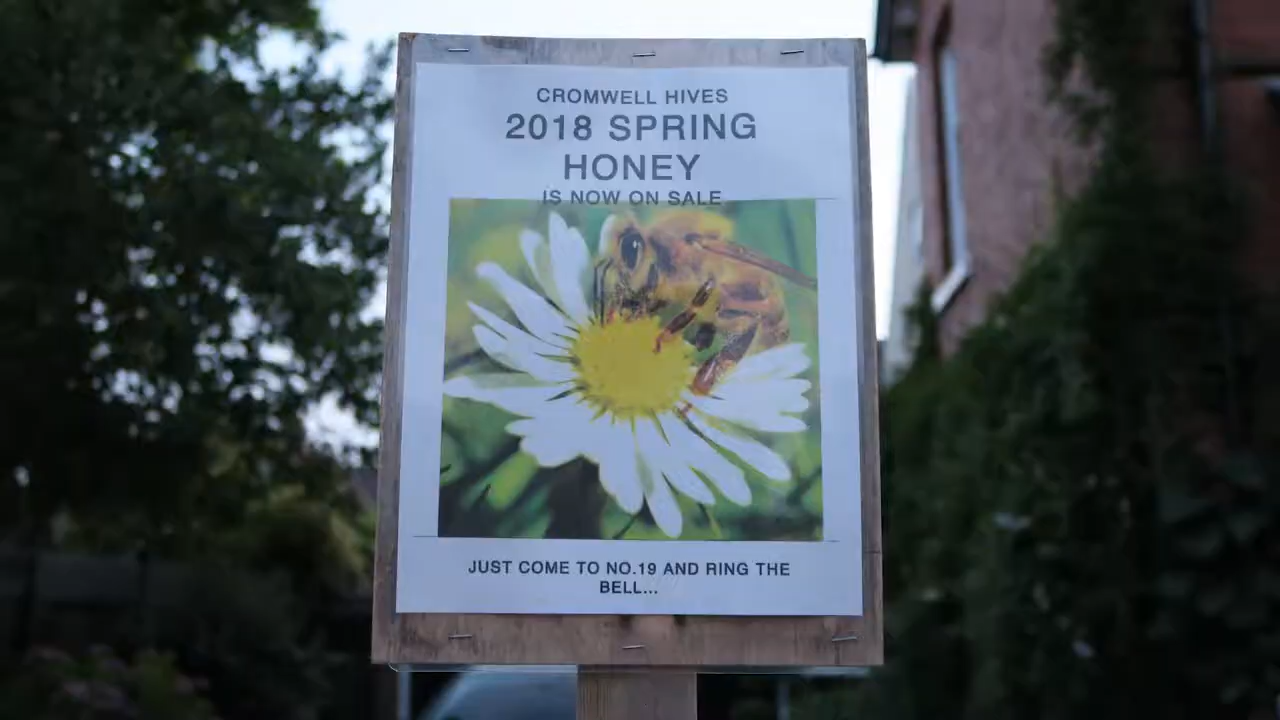 CROMWELL HIVES
2018 SPRING
HONEY
IS NOW ON SALE
JUST COME TO NO.19 AND RING THE
BELL...